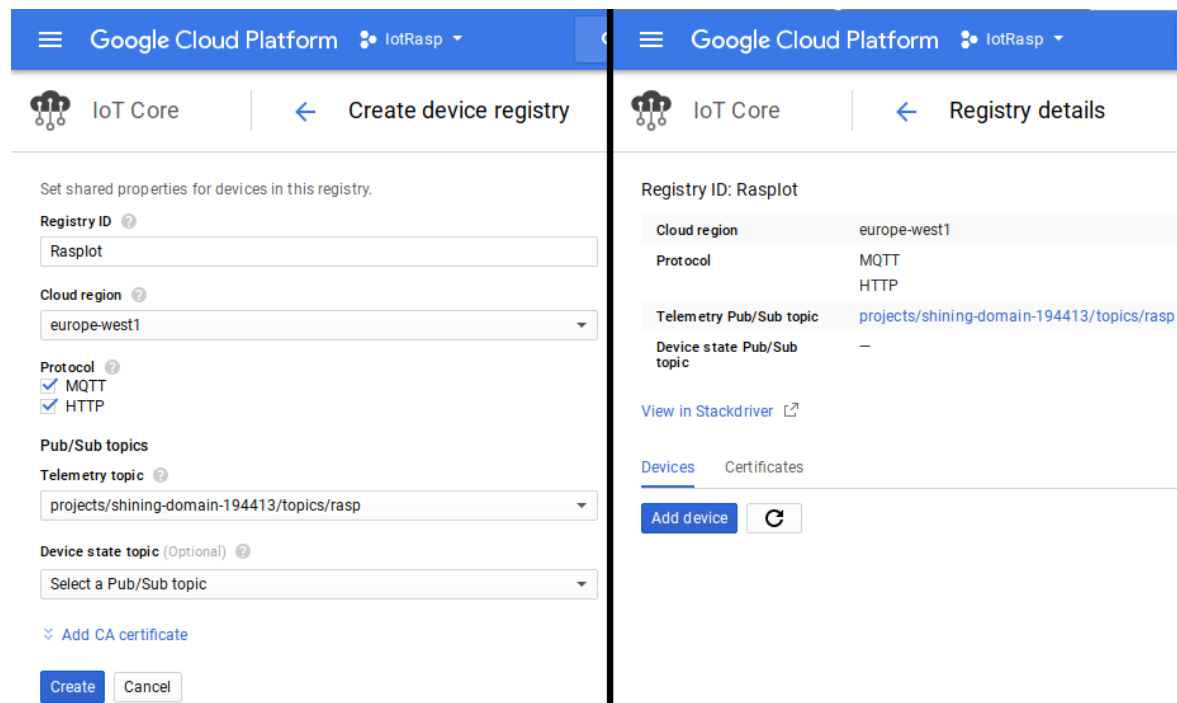 Google Cloud Platform IotRasp
IoT Core
Create device registry
Set shared properties for devices in this registry.
Registry ID
RaspIot
Cloud region
europe-west1
Protocol
MQTT
HTTP
Pub/Sub topics
Telemetry topic
projects/shining-domain-194413/topics/rasp
Device state topic (Optional)
Select a Pub/Sub topic
Add CA certificate
Create Cancel
Google Cloud Platform IotRasp
IoT Core
Registry details
Registry ID: RaspIot
Cloud region europe-west1
Protocol MQTT
HTTP
Telemetry Pub/Sub topic projects/shining-domain-194413/topics/rasp
Device state Pub/Sub —
topic
View in Stackdriver
Devices Certificates
Add device